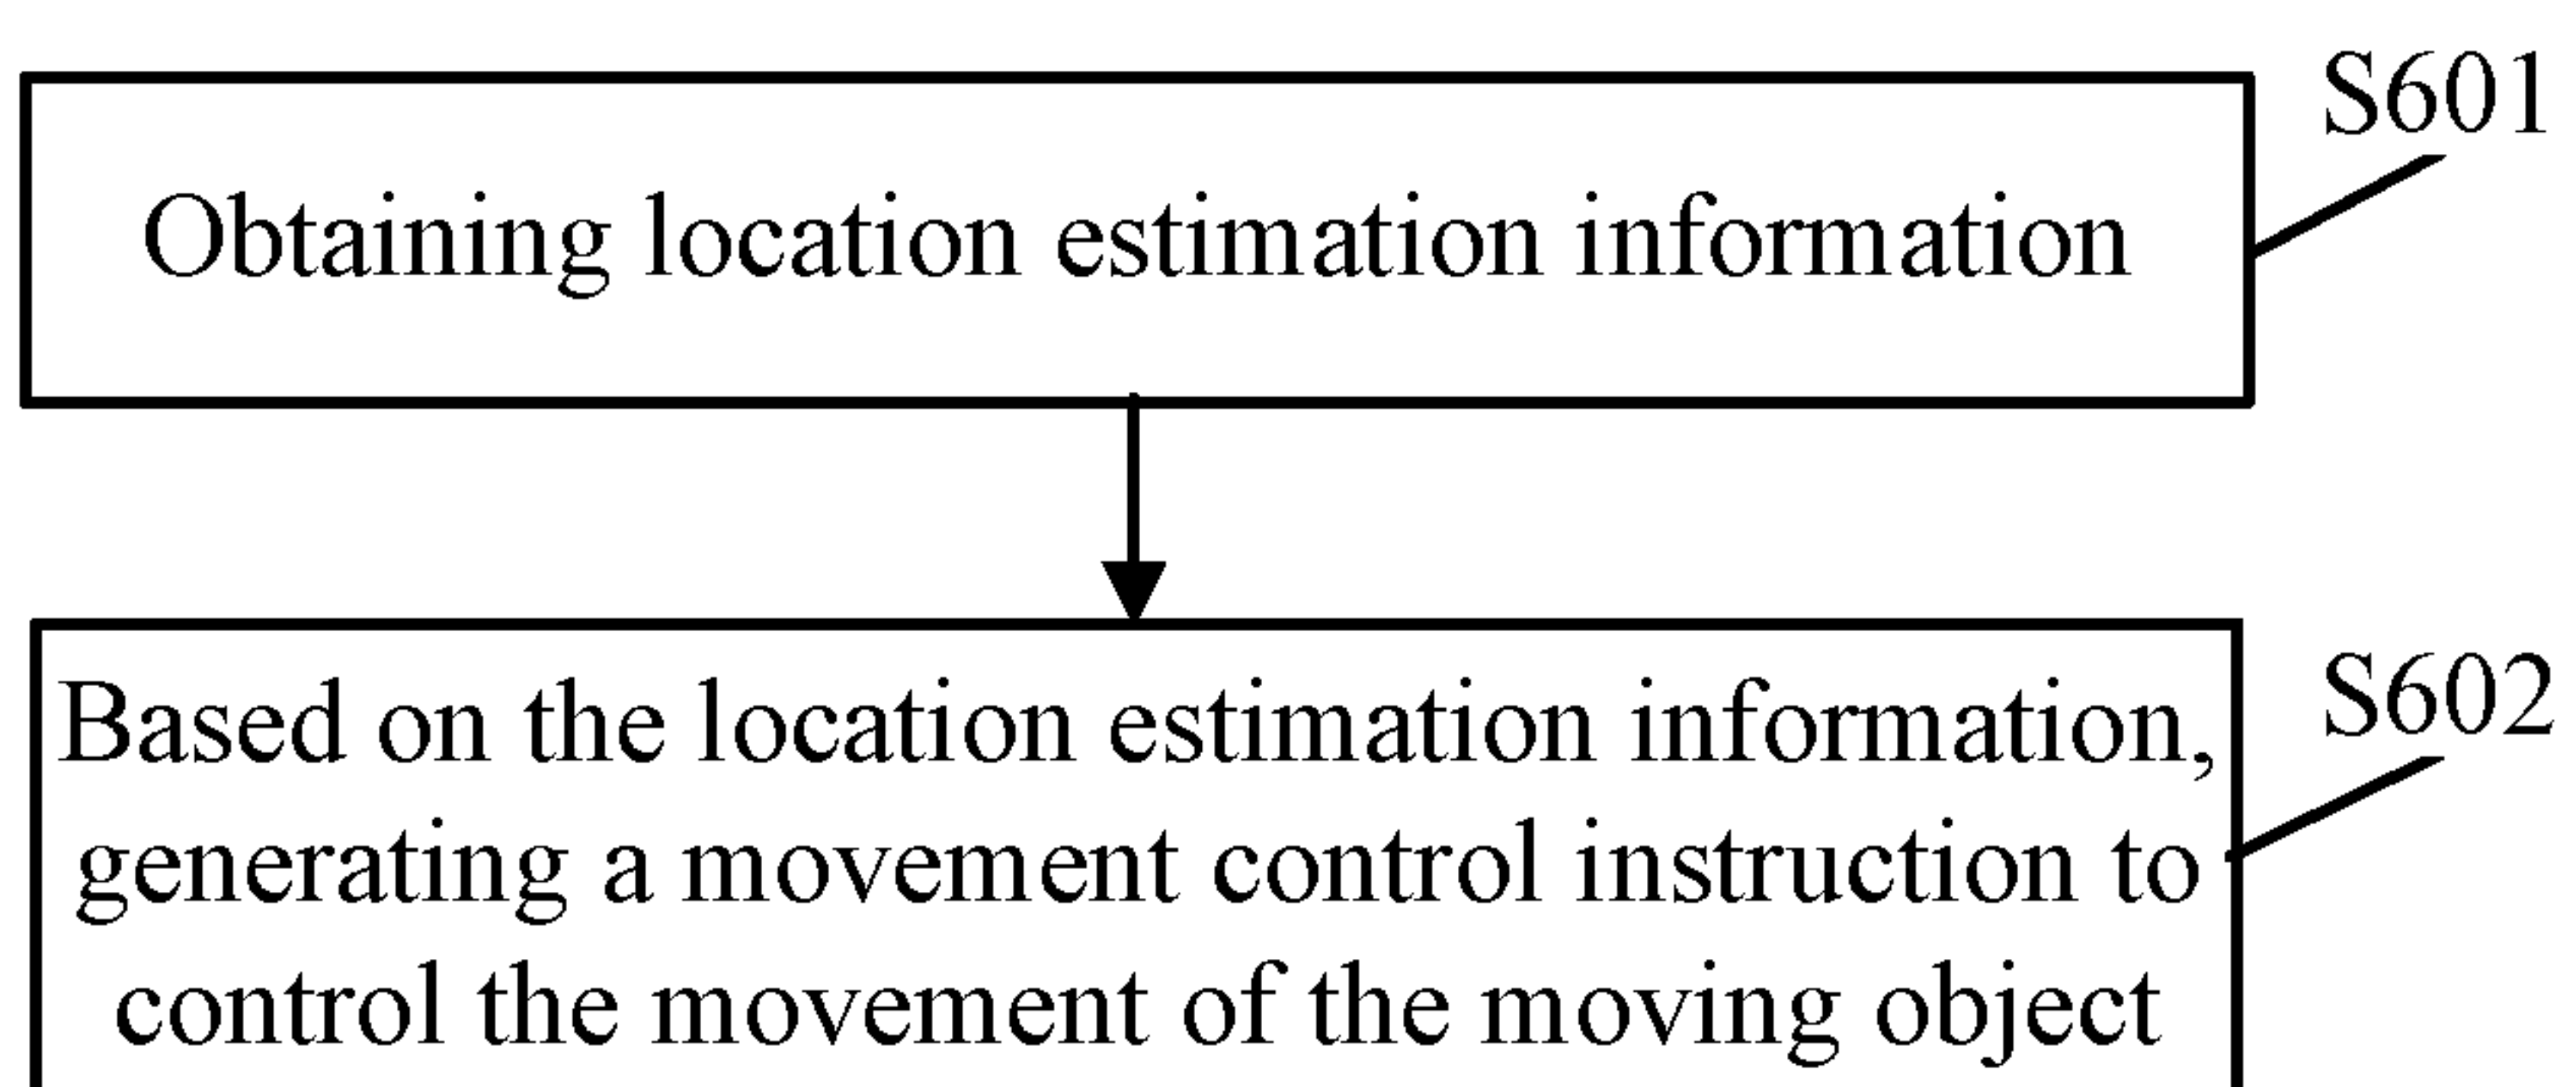 S601
Obtaining location estimation information
S602
Based on the location estimation information,
generating a movement control instruction to
control the movement of the moving object